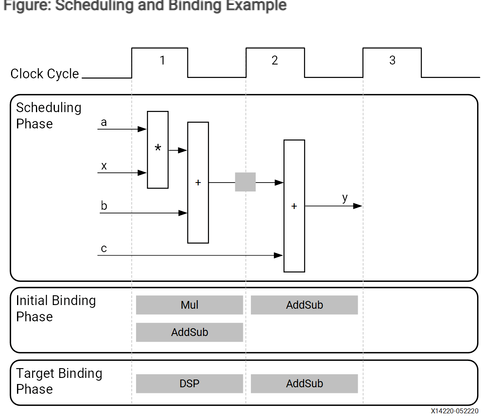 Figure: Scheduling and Binding Example
Clock Cycle
1
2
3
Scheduling
Phase
a
*
x
+
b
+
y
c
Initial Binding
Phase
Mul
AddSub
AddSub
Target Binding
Phase
DSP
AddSub
X14220-052220